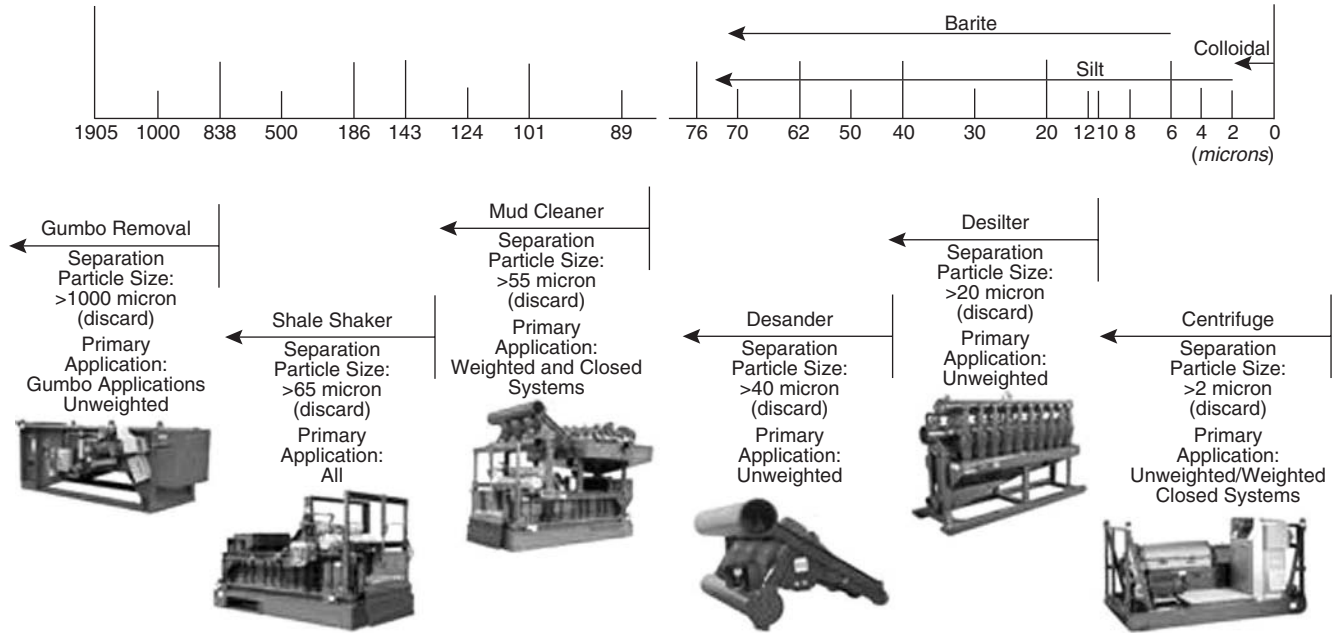 Barite
Colloidal
Silt
1905 1000 838 500 186 143 124 101 89 76 70 62 50 40 30 20 12 10 8 6 4 2 0
(microns)
Gumbo Removal
Separation
Particle Size:
>1000 micron
(discard)
Primary
Application:
Gumbo Applications
Unweighted
Shale Shaker
Separation
Particle Size:
>65 micron
(discard)
Primary
Application:
All
Mud Cleaner
Separation
Particle Size:
>55 micron
(discard)
Primary
Application:
Weighted and Closed
Systems
Desander
Separation
Particle Size:
>40 micron
(discard)
Primary
Application:
Unweighted
Desilter
Separation
Particle Size:
>20 micron
(discard)
Primary
Application:
Unweighted
Centrifuge
Separation
Particle Size:
>2 micron
(discard)
Primary
Application:
Unweighted/Weighted
Closed Systems